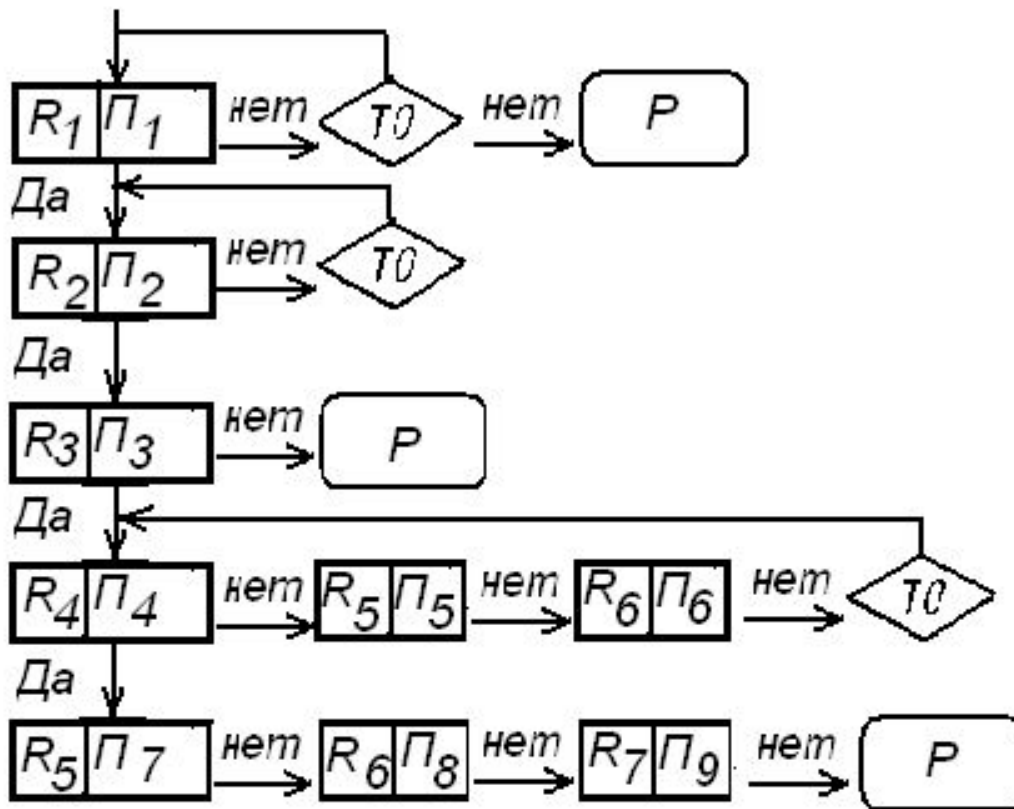 R1 П1 нет ТО нет Р
Да
R2 П2 нет ТО
Да
R3 П3 нет Р
Да
R4 П4 нет R5 П5 нет R6 П6 нет ТО
Да
R5 П7 нет R6 П8 нет R7 П9 нет Р